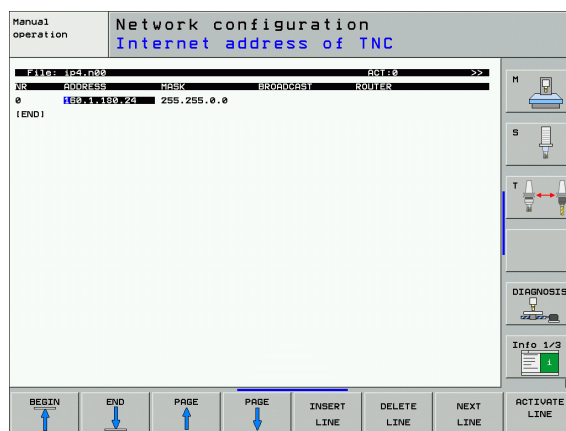 Manual
operation
Network configuration
Internet address of TNC
File: ip4.n00 ACT:0 >>
NR ADDRESS MASK BROADCAST ROUTER
0 160.1.180.24 255.255.0.0
[END]
M
S
T
DIAGNOSIS
Info 1/3
i
BEGIN
END
PAGE
PAGE
INSERT
LINE
DELETE
LINE
NEXT
LINE
ACTIVATE
LINE